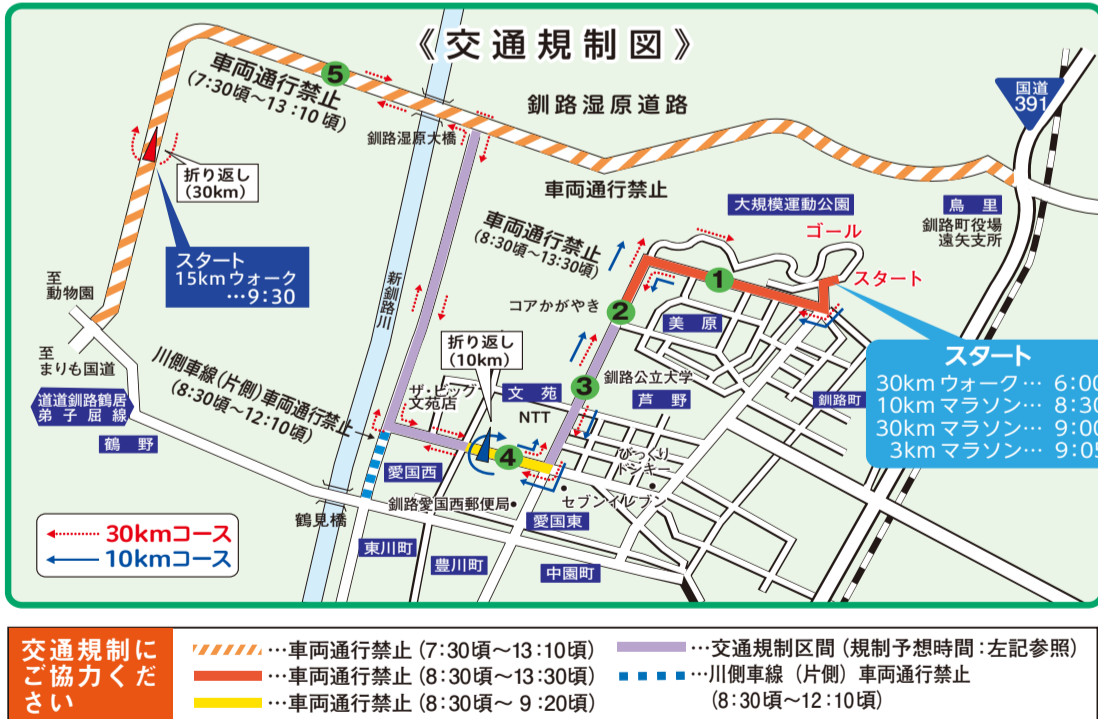 《交通規制図》
国道
391
5
車両通行禁止
(7:30頃～13:10頃)
釧路湿原道路
釧路湿原大橋
折り返し
(30km)
車両通行禁止
大規模運動公園
鳥里
釧路町役場
遠矢支所
ゴール
スタート
車両通行禁止
(8:30頃～13:30頃)
スタート
15kmウォーク
…9:30
至
動物園
新釧路川
1
コアかがやき
2
美原
折り返し
(10km)
至
まりも国道
川側車線(片側)車両通行禁止
(8:30頃～12:10頃)
道道釧路鶴居
弟子屈線
鶴野
ザ・ビッグ
文苑店
文苑
3
釧路公立大学
芦野
NTT
釧路町
スタート
30kmウォーク… 6:00
10kmマラソン… 8:30
30kmマラソン… 9:00
3kmマラソン… 9:05
4
びっくり
ドンキー
愛国西
釧路愛国西郵便局
セブンイレブン
愛国東
鶴見橋
東川町
豊川町
中園町
30kmコース
10kmコース
交通規制に
ご協力くだ
さい
…車両通行禁止 (7:30頃～13:10頃)
…車両通行禁止 (8:30頃～13:30頃)
…車両通行禁止 (8:30頃～ 9:20頃)
…交通規制区間 (規制予想時間:左記参照)
…川側車線 (片側) 車両通行禁止
(8:30頃～12:10頃)